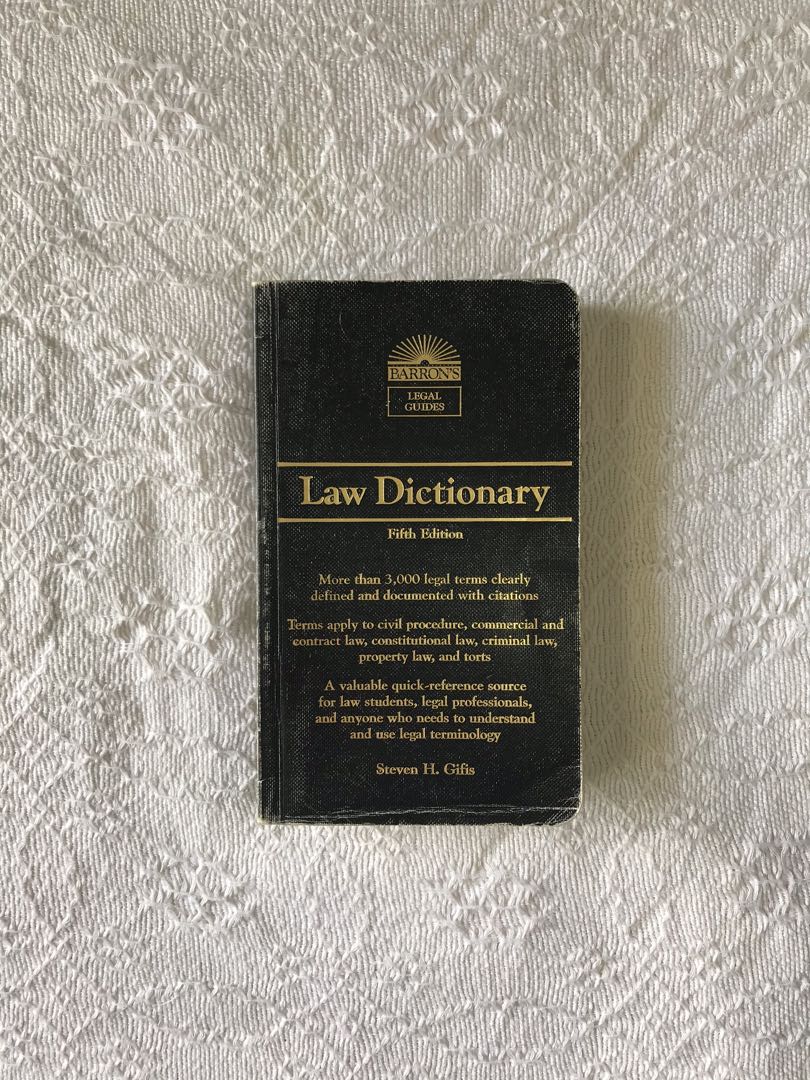 BARRON'S
LEGAL
GUIDES
Law Dictionary
Fifth Edition
More than 3,000 legal terms clearly
defined and documented with citations
Terms apply to civil procedure, commercial and
contract law, constitutional law, criminal law,
property law, and torts
A valuable quick-reference source
for law students, legal professionals,
and anyone who needs to understand
and use legal terminology
Steven H. Gifis